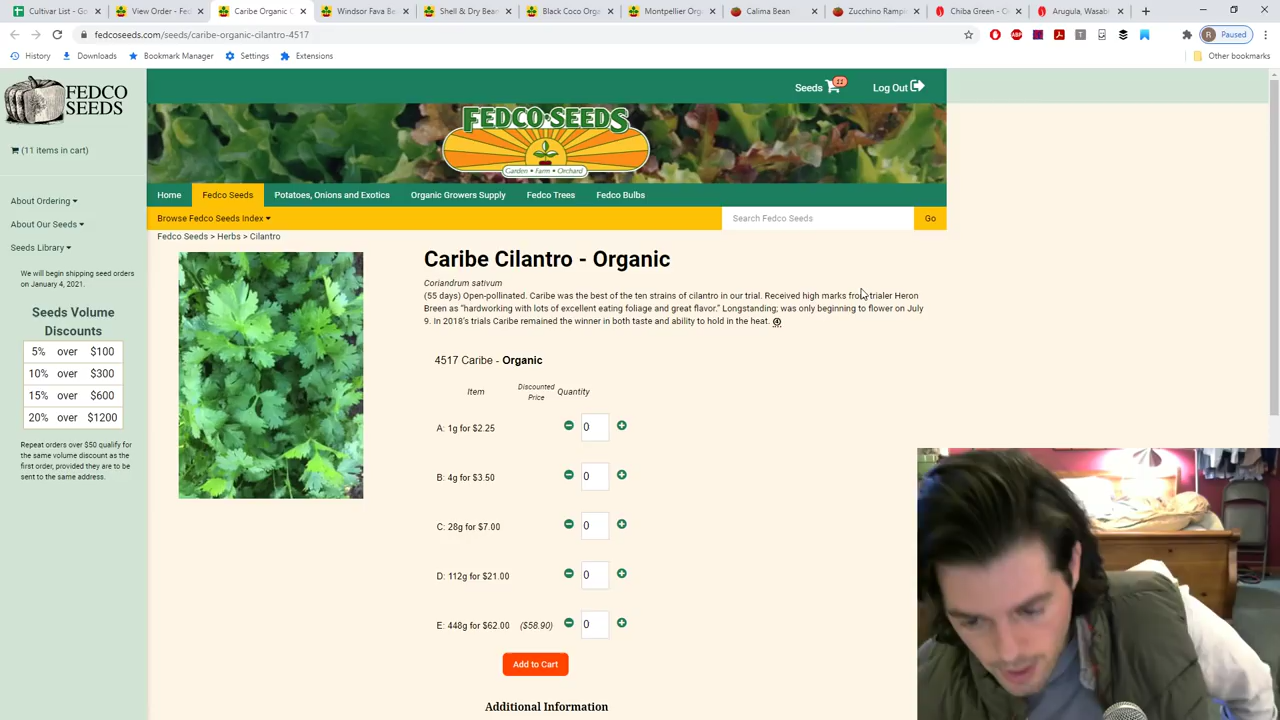 Cultivar List - Go
View Order - Fed
Caribe Organic C
Windsor Fava Be
Shell & Dry Bea
Black Coco Orga
Montpellier Orga
Calima Bean
Zucchino Rampi
Chiba Green - O
Arugula, Wasab
fedcoseeds.com/seeds/caribe-organic-cilantro-4517
ABP
T
R Paused
History Downloads Bookmark Manager Settings Extensions Other bookmarks
FEDCO
SEEDS
Seeds 11 Log Out
FEDCO SEEDS
Garden • Farm • Orchard
(11 items in cart)
Home Fedco Seeds Potatoes, Onions and Exotics Organic Growers Supply Fedco Trees Fedco Bulbs
About Ordering
About Our Seeds
Seeds Library
Browse Fedco Seeds Index Search Fedco Seeds Go
Fedco Seeds > Herbs > Cilantro
We will begin shipping seed orders
on January 4, 2021.
Seeds Volume
Discounts
5% over $100
10% over $300
15% over $600
20% over $1200
Repeat orders over $50 qualify for
the same volume discount as the
first order, provided they are to be
sent to the same address.
Caribe Cilantro - Organic
Coriandrum sativum
(55 days) Open-pollinated. Caribe was the best of the ten strains of cilantro in our trial. Received high marks from trialer Heron
Breen as “hardworking with lots of excellent eating foliage and great flavor.” Longstanding; was only beginning to flower on July
9. In 2018's trials Caribe remained the winner in both taste and ability to hold in the heat. ④
4517 Caribe - Organic
Item Discounted Price Quantity
A: 1g for $2.25 0
B: 4g for $3.50 0
C: 28g for $7.00 0
D: 112g for $21.00 0
E: 448g for $62.00 ($58.90) 0
Add to Cart
Additional Information